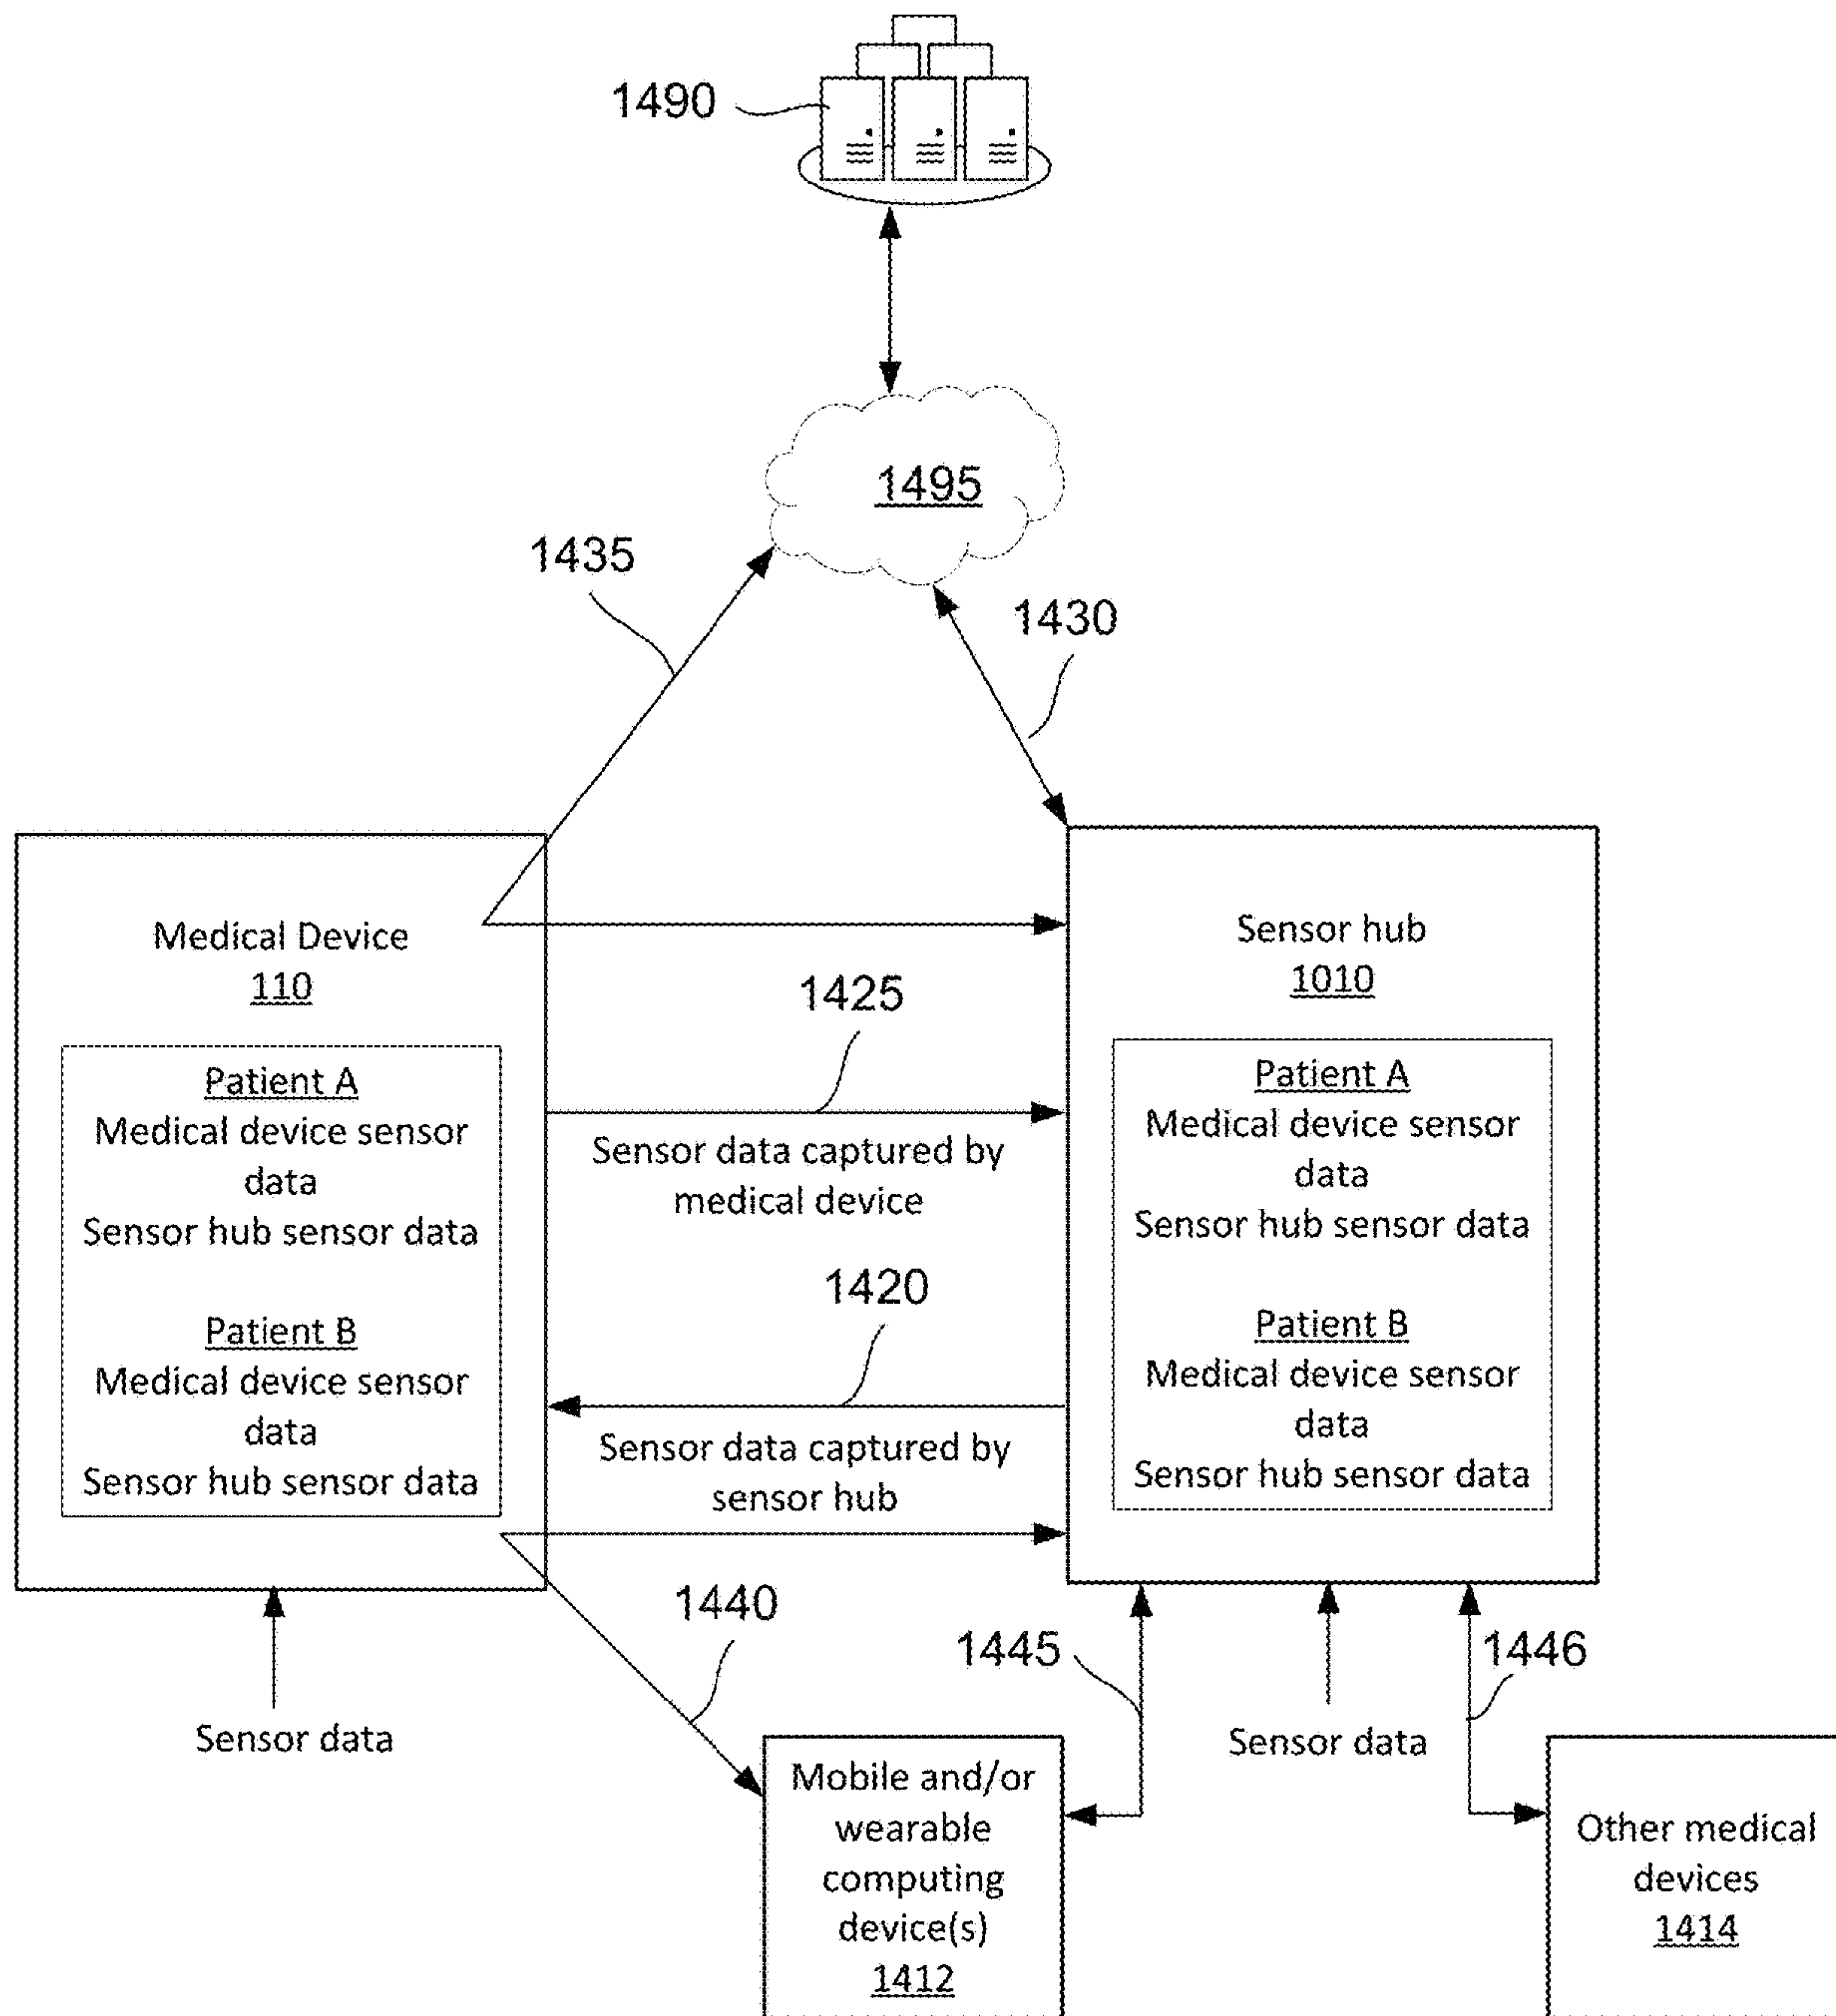 1490
1495
1435
1430
Medical Device
110
Patient A
Medical device sensor
data
Sensor hub sensor data
Patient B
Medical device sensor
data
Sensor hub sensor data
1425
Sensor data captured by
medical device
1420
Sensor data captured by
sensor hub
Sensor hub
1010
Patient A
Medical device sensor
data
Sensor hub sensor data
Patient B
Medical device sensor
data
Sensor hub sensor data
1440
1445
1446
Sensor data
Sensor data
Mobile and/or
wearable
computing
device(s)
1412
Other medical
devices
1414